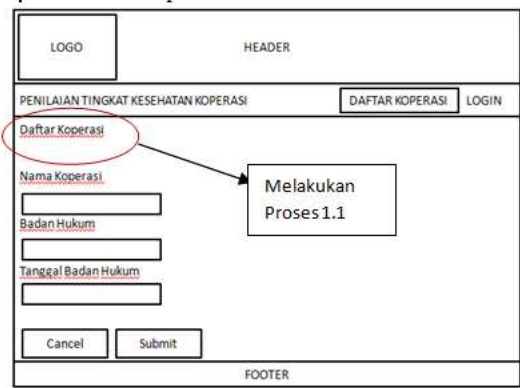 LOGO HEADER
PENILAIAN TINGKAT KESEHATAN KOPERASI DAFTAR KOPERASI LOGIN
Daftar Koperasi
Nama Koperasi
Melakukan
Proses 1.1
Badan Hukum
Tanggal Badan Hukum
Cancel Submit
FOOTER